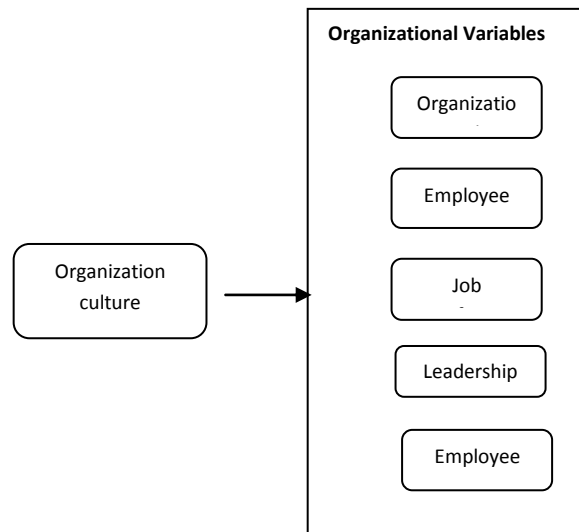 Organizational Variables
Organizatio
Employee
Organization
culture
Job
Leadership
Employee